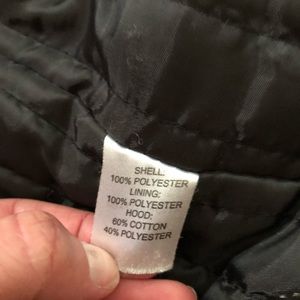 SHELL:
100% POLYESTER
LINING:
100% POLYESTER
HOOD:
60% COTTON
40% POLYESTER